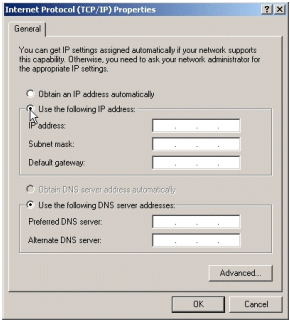 Internet Protocol (TCP/IP) Properties
General
You can get IP settings assigned automatically if your network supports
this capability. Otherwise, you need to ask your network administrator for
the appropriate IP settings.
Obtain an IP address automatically
Use the following IP address:
IP address:
Subnet mask:
Default gateway:
Obtain DNS server address automatically
Use the following DNS server addresses:
Preferred DNS server:
Alternate DNS server:
Advanced...
OK
Cancel